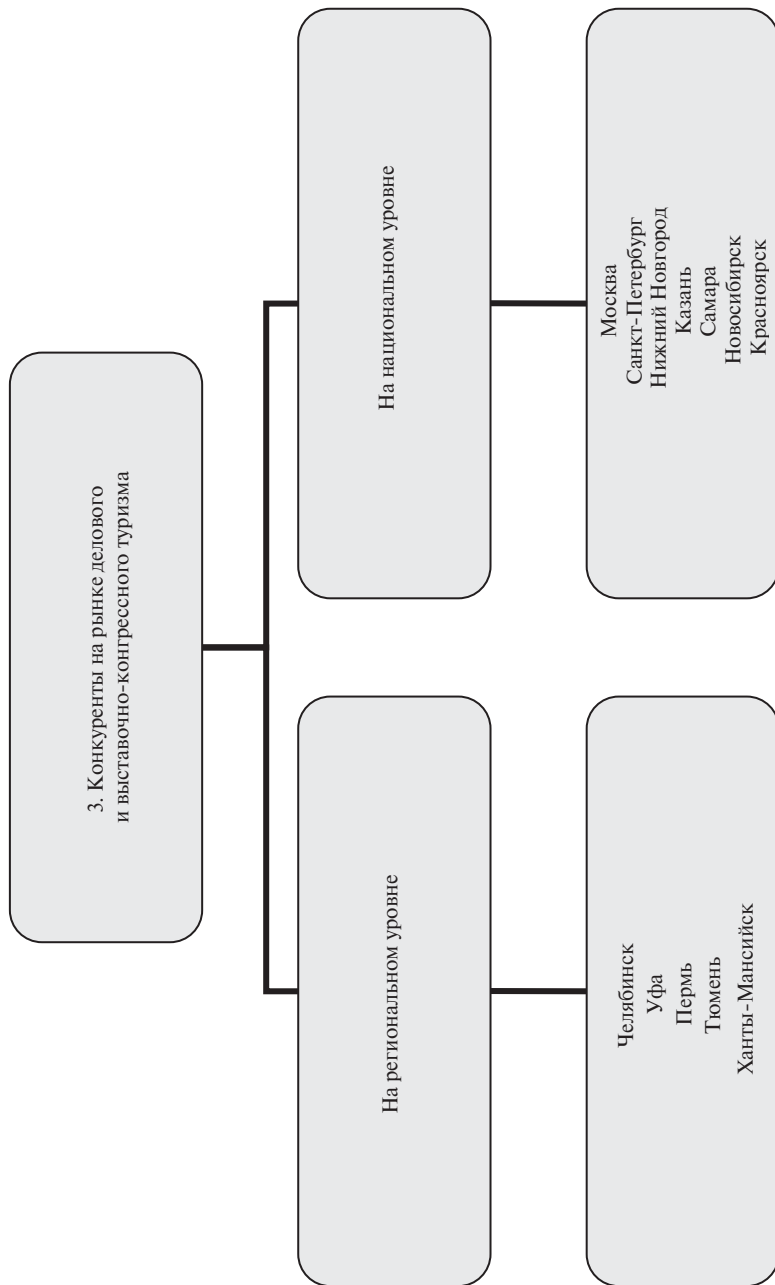 3. Конкуренты на рынке делового
и выставочно-конгрессного туризма
На региональном уровне
Челябинск
Уфа
Пермь
Тюмень
Ханты-Мансийск
На национальном уровне
Москва
Санкт-Петербург
Нижний Новгород
Казань
Самара
Новосибирск
Красноярск